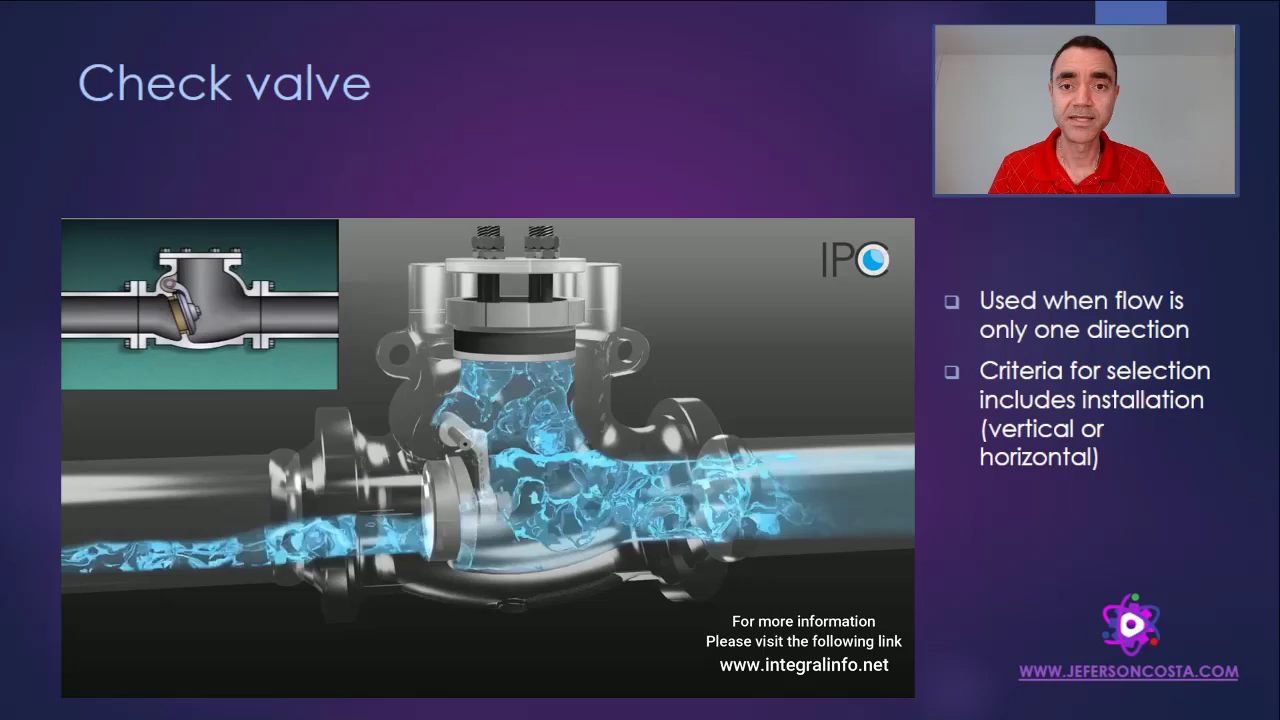 Check valve
IPC
Used when flow is
only one direction
Criteria for selection
includes installation
(vertical or
horizontal)
For more information
Please visit the following link
www.integralinfo.net
WWW.JEFERSONCOSTA.COM